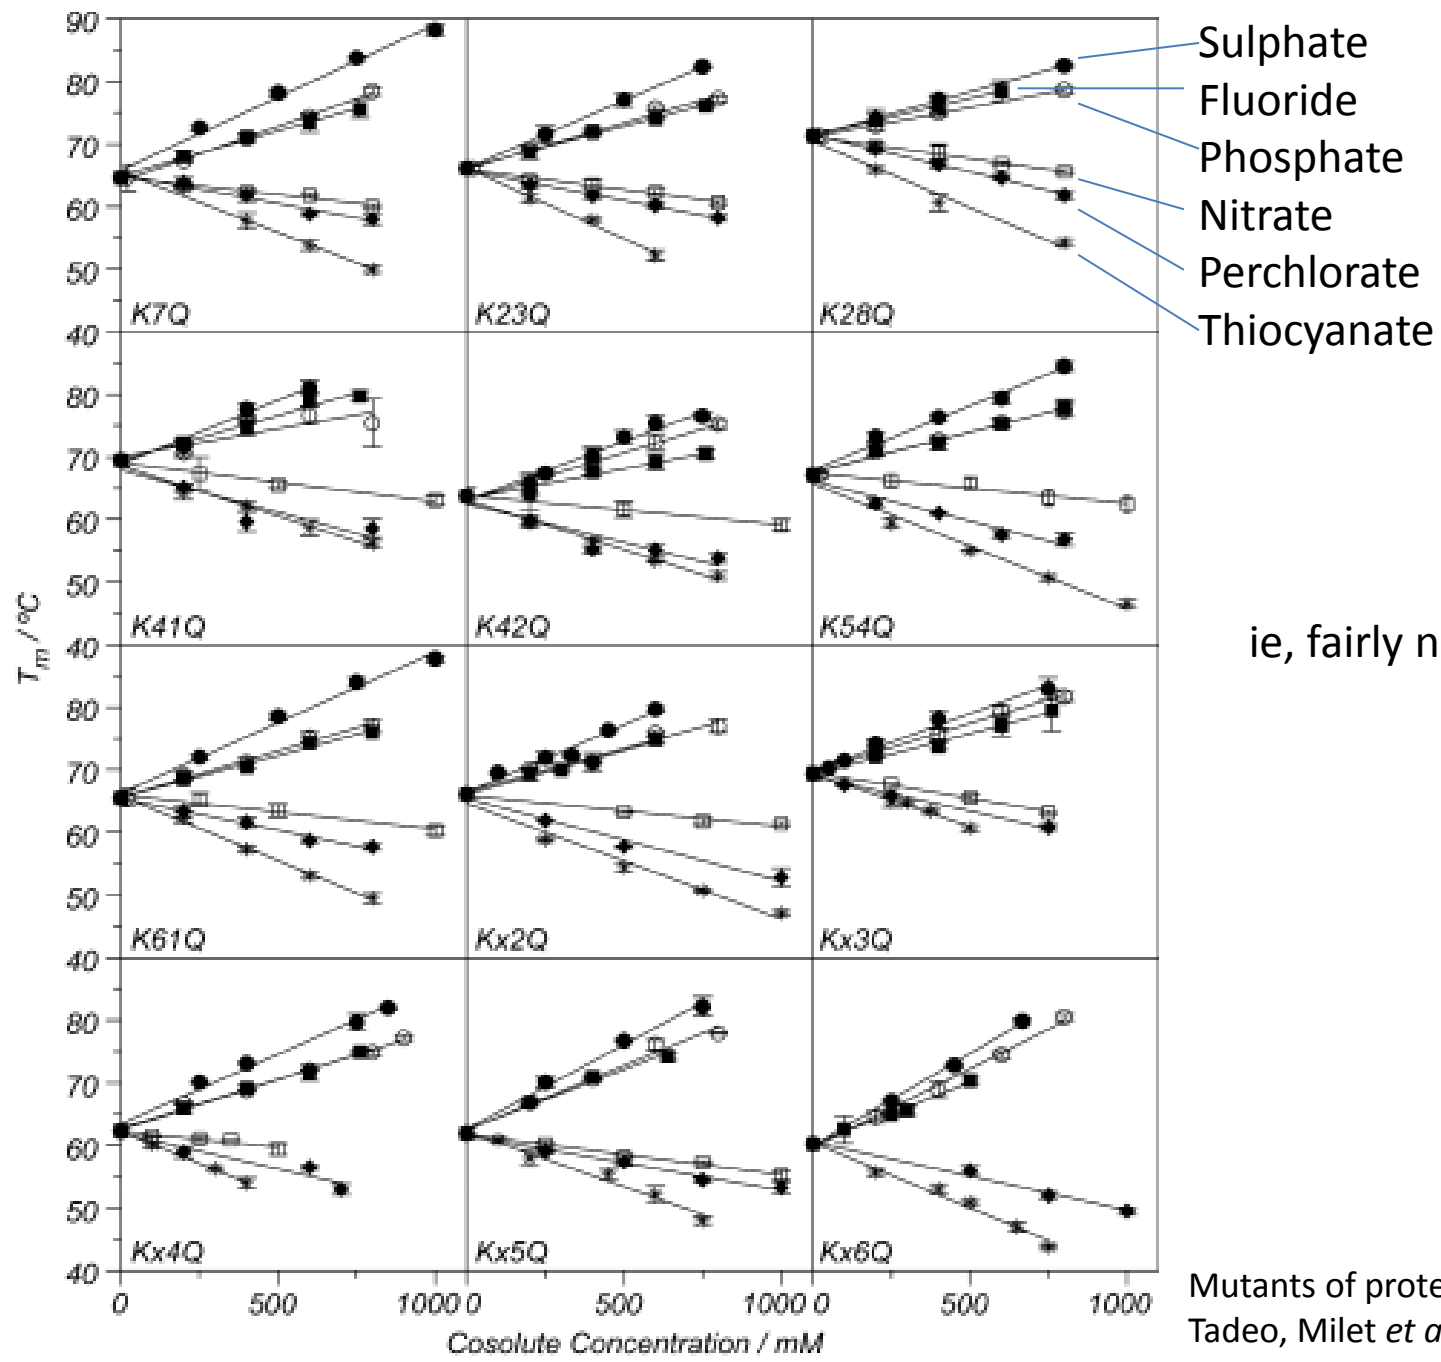 90
80
70
60
50
40
80
70
60
50
40
80
70
60
50
40
80
70
60
50
40
Tm / ºC
K7Q
K23Q
K28Q
K41Q
K42Q
K54Q
K61Q
Kx2Q
Kx3Q
Kx4Q
Kx5Q
Kx6Q
0 500 1000 0 500 1000 0 500 1000
Cosolute Concentration / mM
Sulphate
Fluoride
Phosphate
Nitrate
Perchlorate
Thiocyanate
ie, fairly n
Mutants of prote
Tadeo, Milet et a